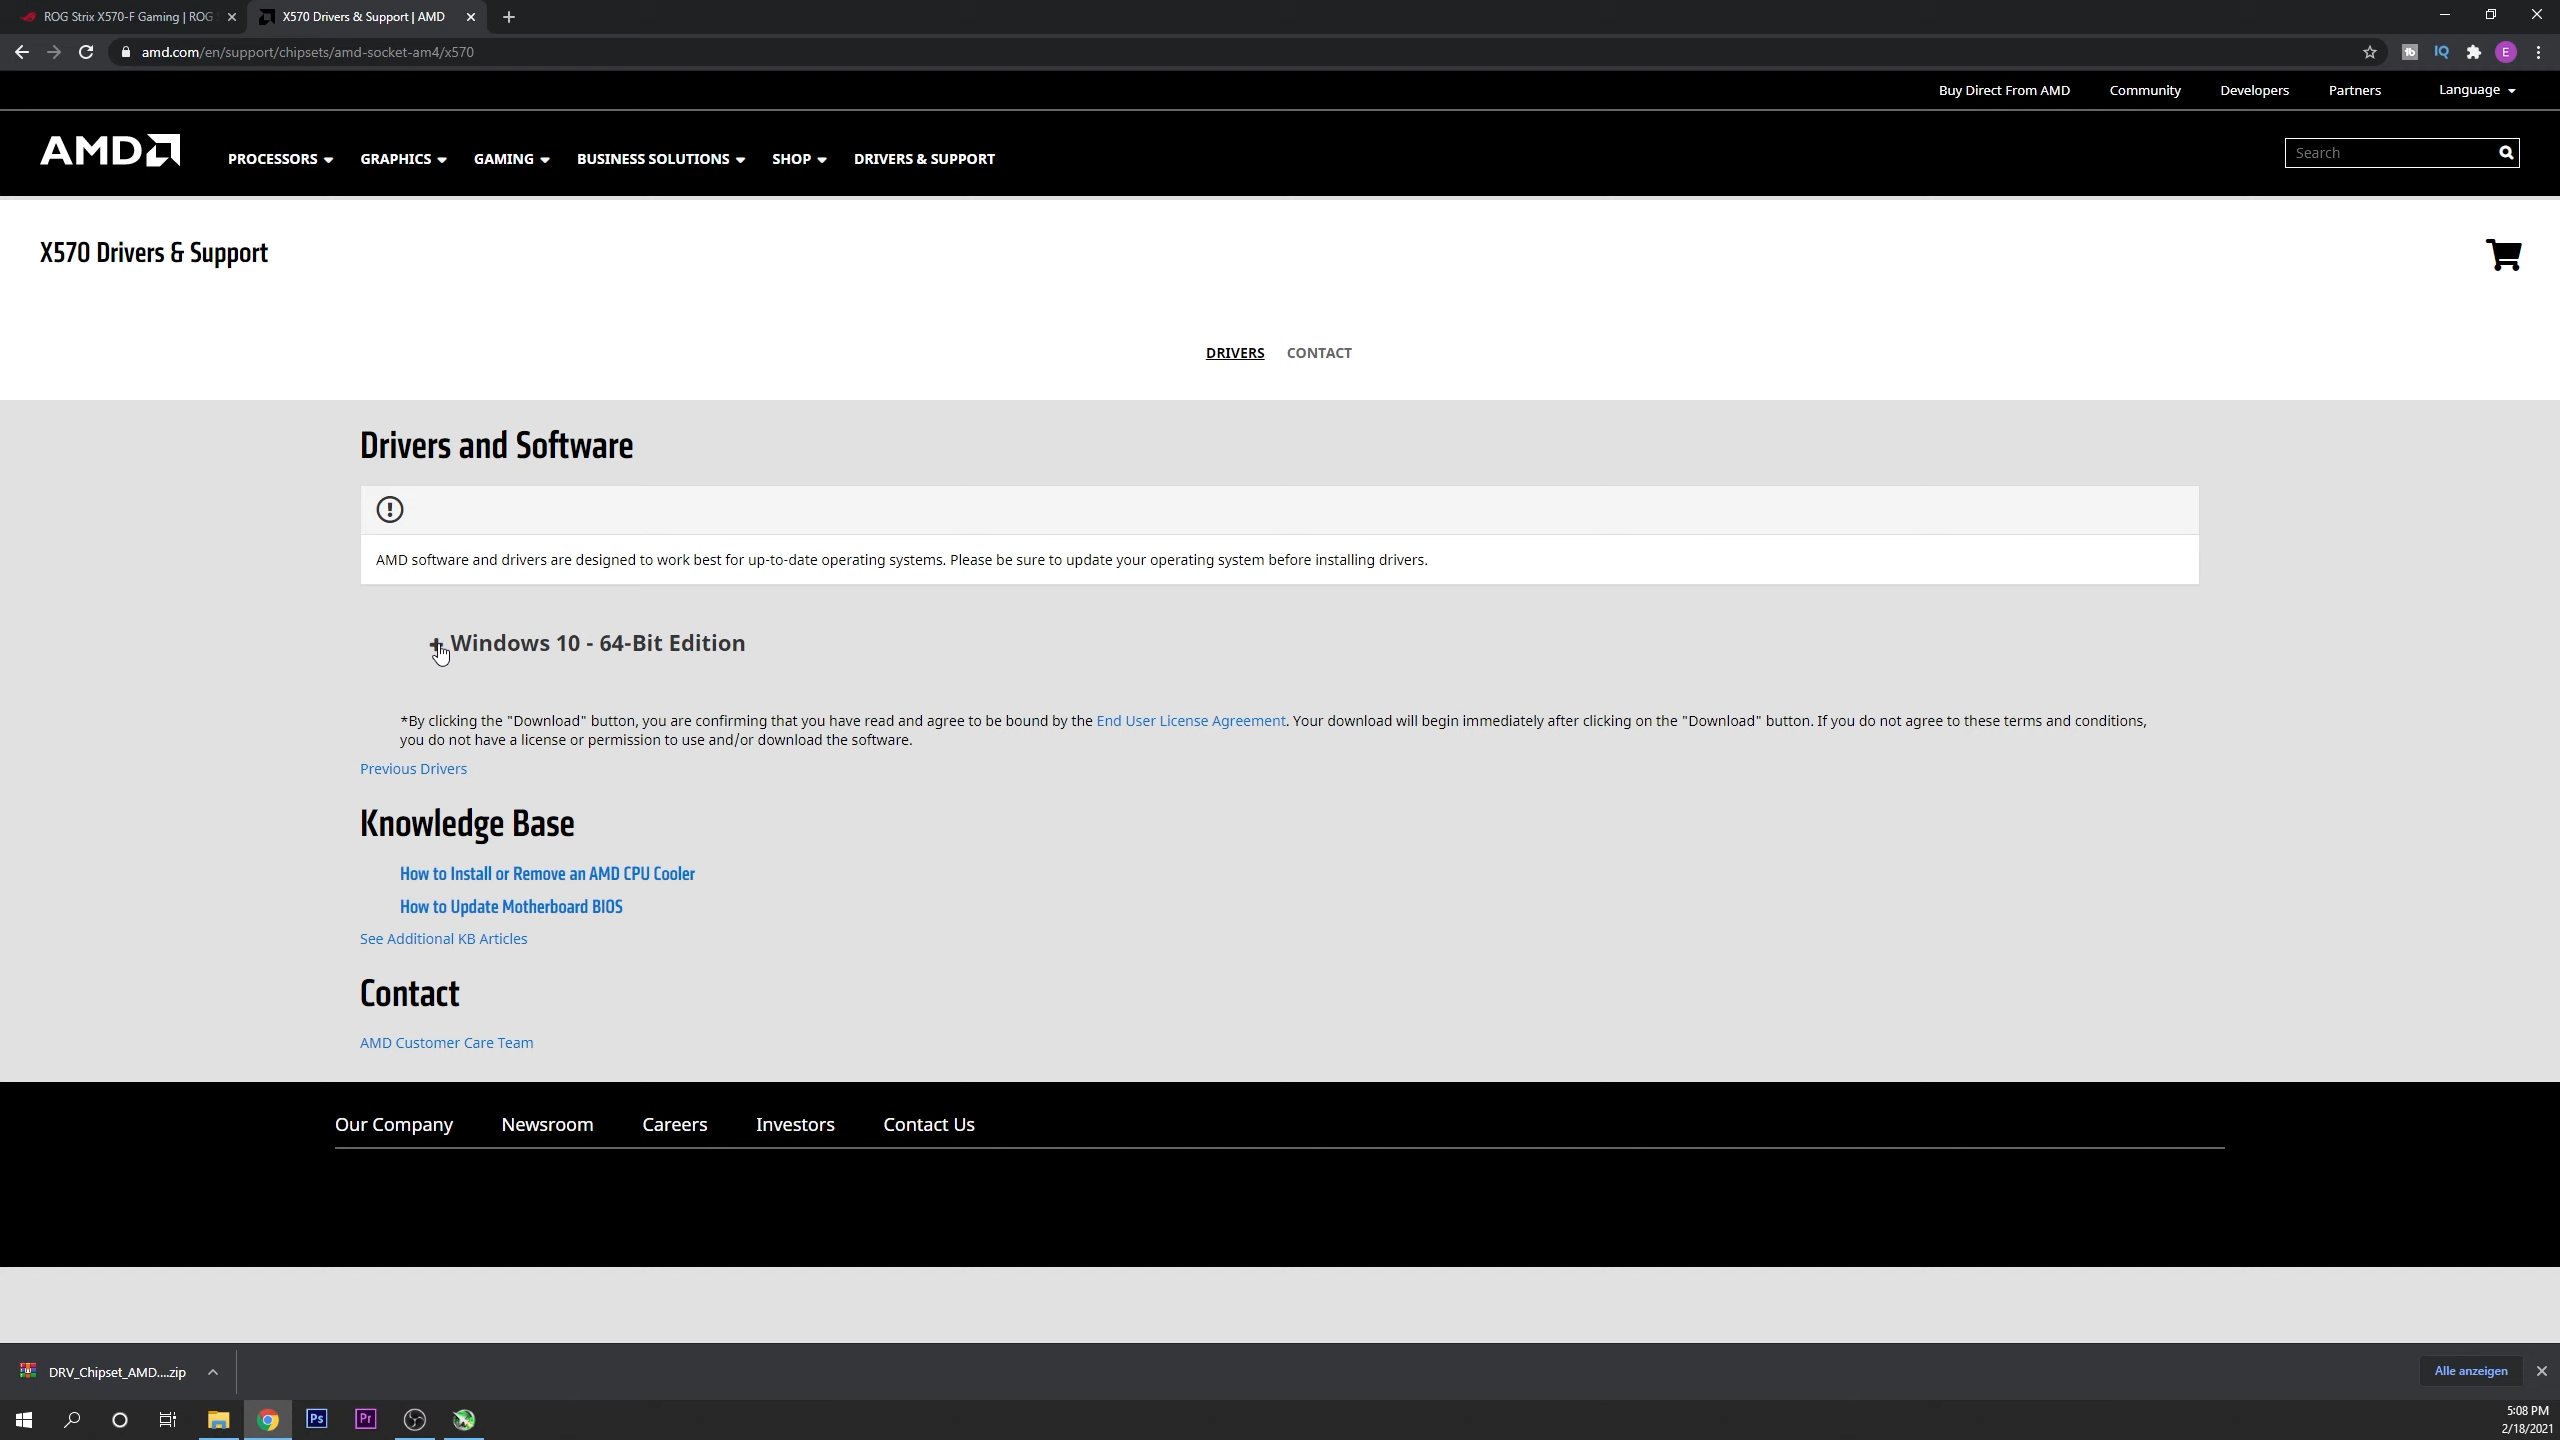 ROG Strix X570-F Gaming | ROG
X570 Drivers & Support | AMD
amd.com/en/support/chipsets/amd-socket-am4/x570
tb
IQ
E
Buy Direct From AMD
Community
Developers
Partners
Language
AMD
PROCESSORS
GRAPHICS
GAMING
BUSINESS SOLUTIONS
SHOP
DRIVERS & SUPPORT
Search
X570 Drivers & Support
DRIVERS
CONTACT
Drivers and Software
AMD software and drivers are designed to work best for up-to-date operating systems. Please be sure to update your operating system before installing drivers.
+ Windows 10 - 64-Bit Edition
*By clicking the "Download" button, you are confirming that you have read and agree to be bound by the End User License Agreement. Your download will begin immediately after clicking on the "Download" button. If you do not agree to these terms and conditions,
you do not have a license or permission to use and/or download the software.
Previous Drivers
Knowledge Base
How to Install or Remove an AMD CPU Cooler
How to Update Motherboard BIOS
See Additional KB Articles
Contact
AMD Customer Care Team
Our Company
Newsroom
Careers
Investors
Contact Us
DRV_Chipset_AMD....zip
Alle anzeigen
Ps
Pr
5:08 PM
2/18/2021